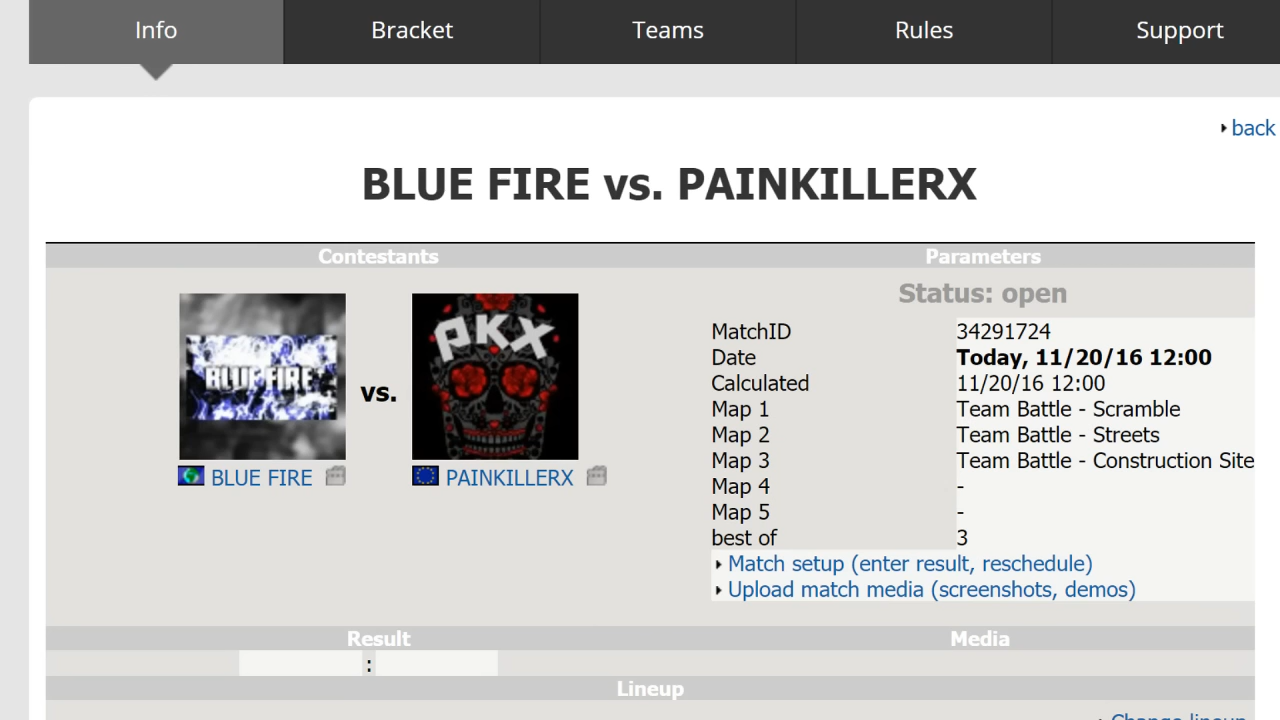 Info Bracket Teams Rules Support
back
BLUE FIRE vs. PAINKILLERX
Contestants Parameters
Status: open
BLUE FIRE
vs.
PKX
BLUE FIRE PAINKILLERX
MatchID 34291724
Date Today, 11/20/16 12:00
Calculated 11/20/16 12:00
Map 1 Team Battle - Scramble
Map 2 Team Battle - Streets
Map 3 Team Battle - Construction Site
Map 4 -
Map 5 -
best of 3
Match setup (enter result, reschedule)
Upload match media (screenshots, demos)
Result Media
:
Lineup
Change lineup